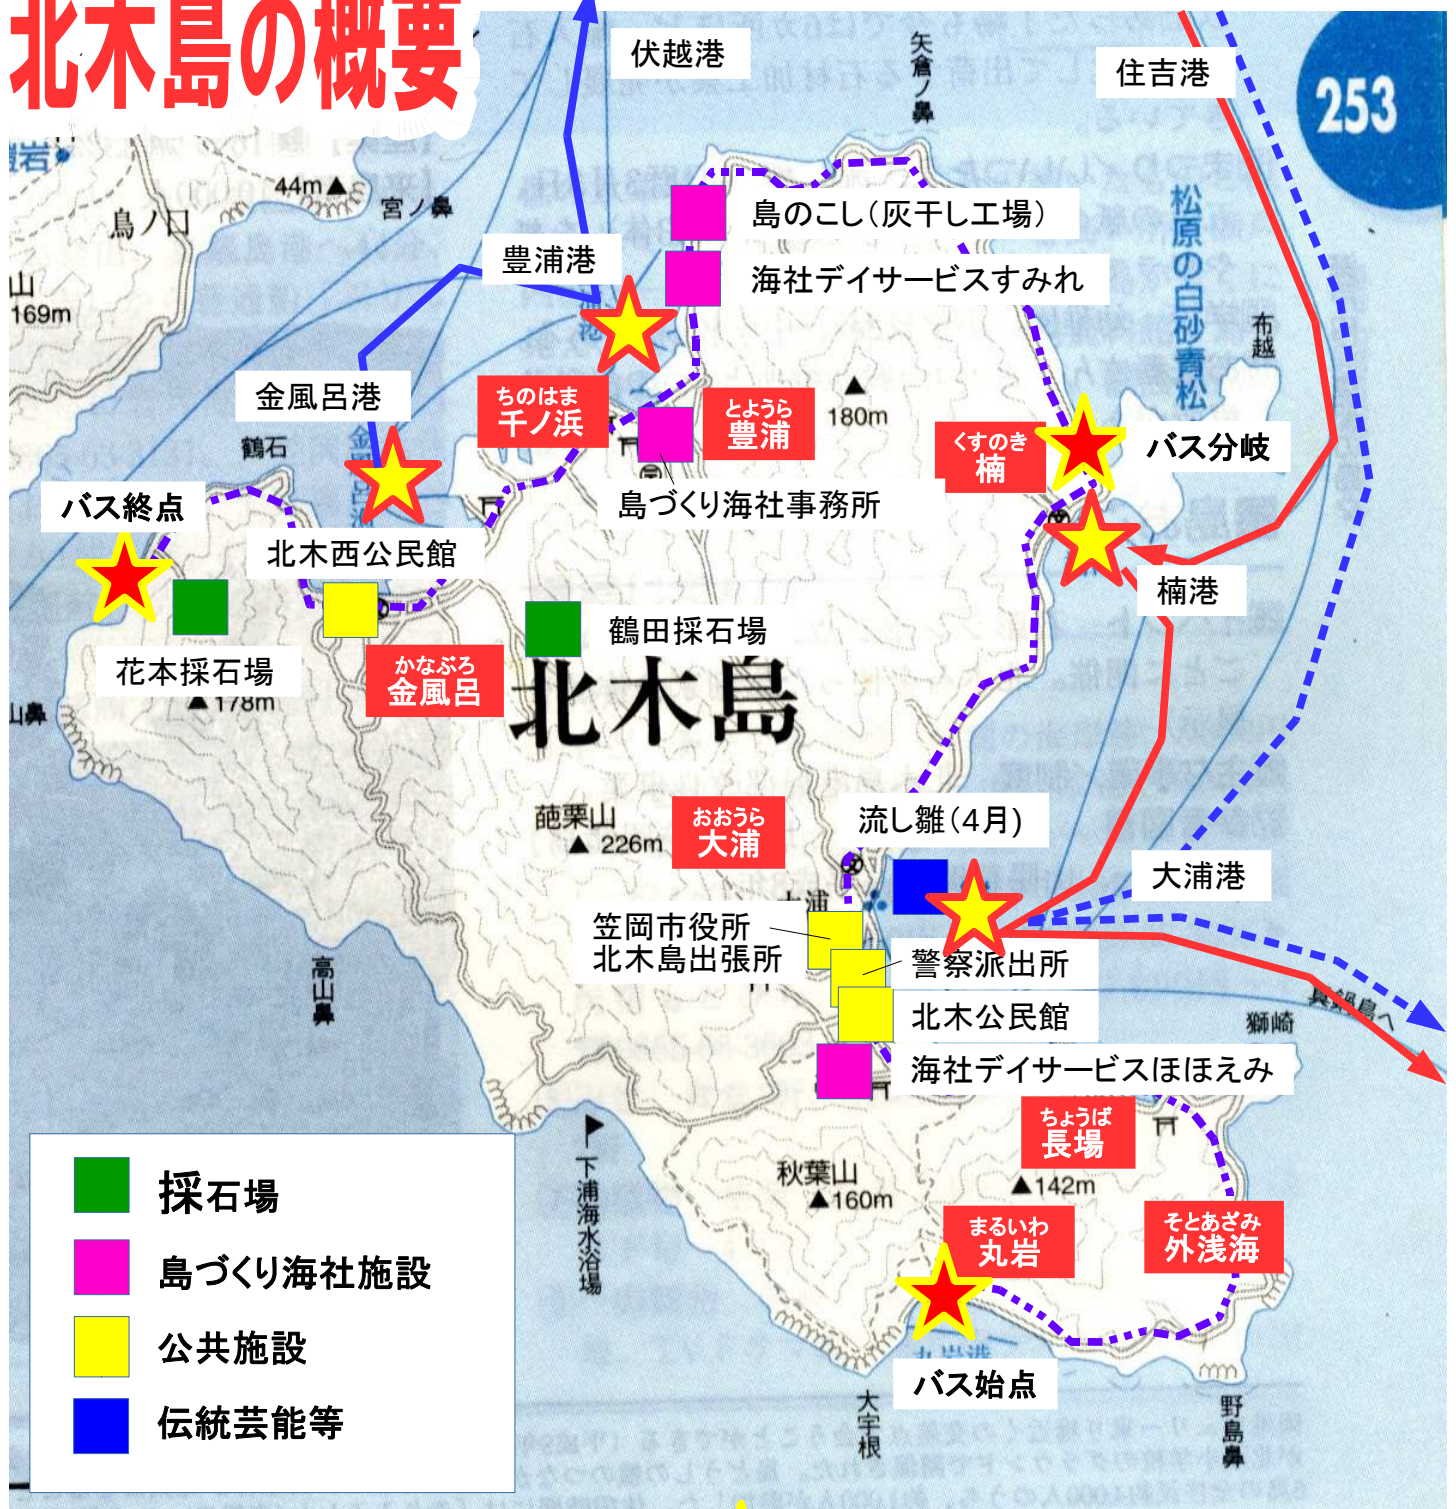 北木島の概要
253
伏越港
矢倉ノ鼻
住吉港
44m
宮ノ鼻
鳥ノ口
島のこし（灰干し工場）
松原の白砂青松
豊浦港
海社デイサービスすみれ
山
169m
布越
金風呂港
ちのはま
千ノ浜
とようら
豊浦
180m
くすのき
楠
バス分岐
鶴石
バス終点
島づくり海社事務所
北木西公民館
楠港
鶴田採石場
花本採石場
かなぶろ
金風呂
178m
北木島
山鼻
葩栗山
226m
おおうら
大浦
流し雛（4月)
大浦港
大浦
笠岡市役所
北木島出張所
警察派出所
高山鼻
北木公民館
真鍋島へ
獅崎
海社デイサービスほほえみ
ちょうば
長場
下浦海水浴場
秋葉山
160m
142m
まるいわ
丸岩
そとあざみ
外浅海
丸岩港
バス始点
大宇根
野島鼻
採石場
島づくり海社施設
公共施設
伝統芸能等